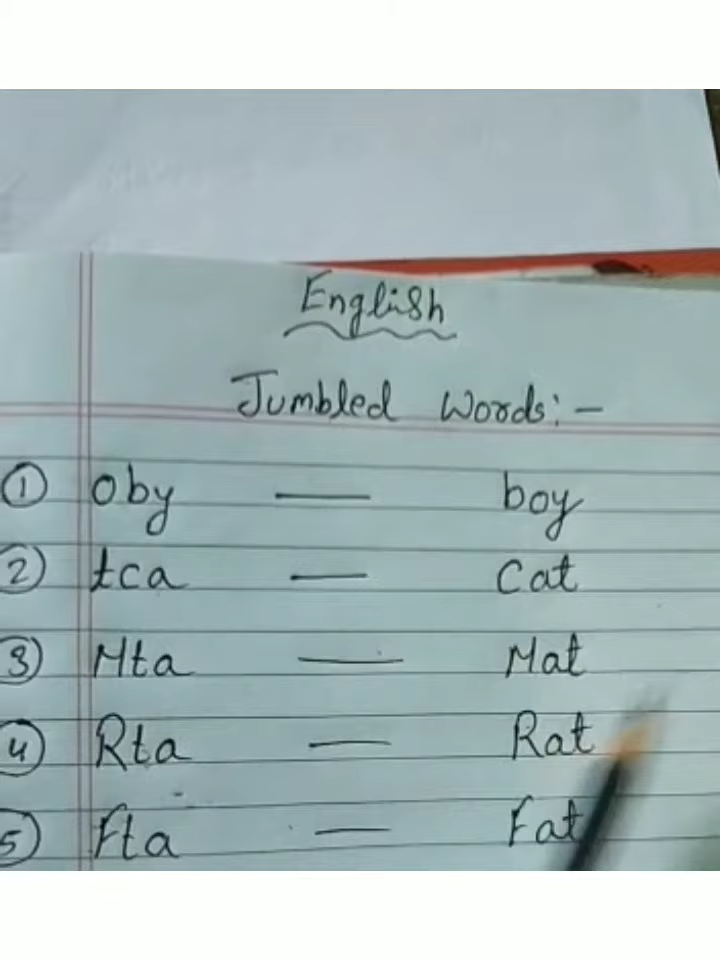 English
Jumbled Words:-
① oby — boy
② tca — Cat
③ Mta — Mat
④ Rta — Rat
⑤ Fta — Fat